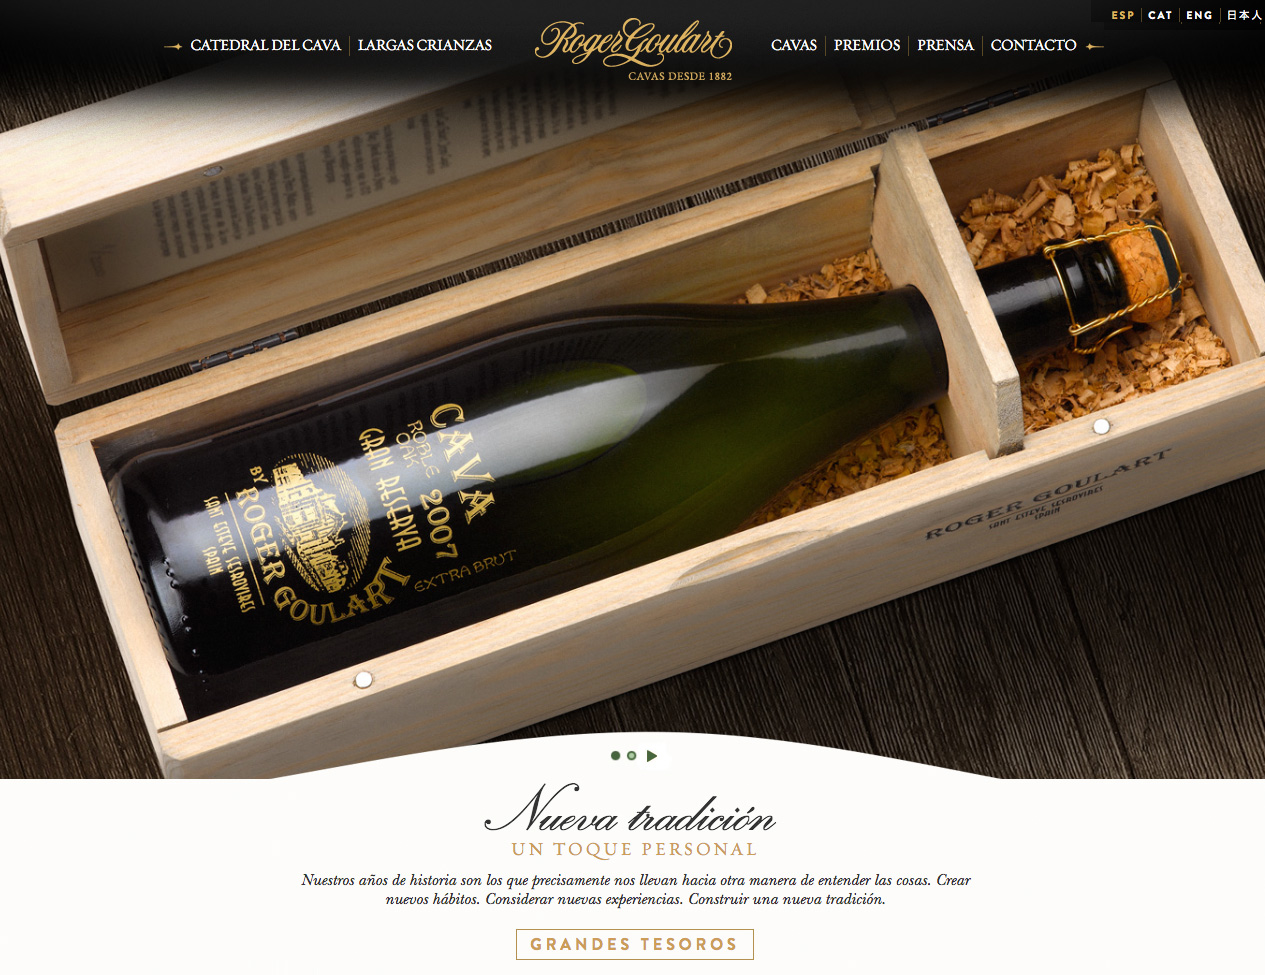 ESP
CAT
ENG
日本人
CATEDRAL DEL CAVA
LARGAS CRIANZAS
Roger Goulart
CAVAS DESDE 1882
CAVAS
PREMIOS
PRENSA
CONTACTO
CAVA
ROBLE
OAK 2007
GRAN RESERVA
EXTRA BRUT
BY ROGER GOULART
SANT ESTEVE SESROVIRES
SPAIN
ROGER GOULART
SANT ESTEVE SESROVIRES
SPAIN
Nueva tradición
UN TOQUE PERSONAL
Nuestros años de historia son los que precisamente nos llevan hacia otra manera de entender las cosas. Crear
nuevos hábitos. Considerar nuevas experiencias. Construir una nueva tradición.
GRANDES TESOROS